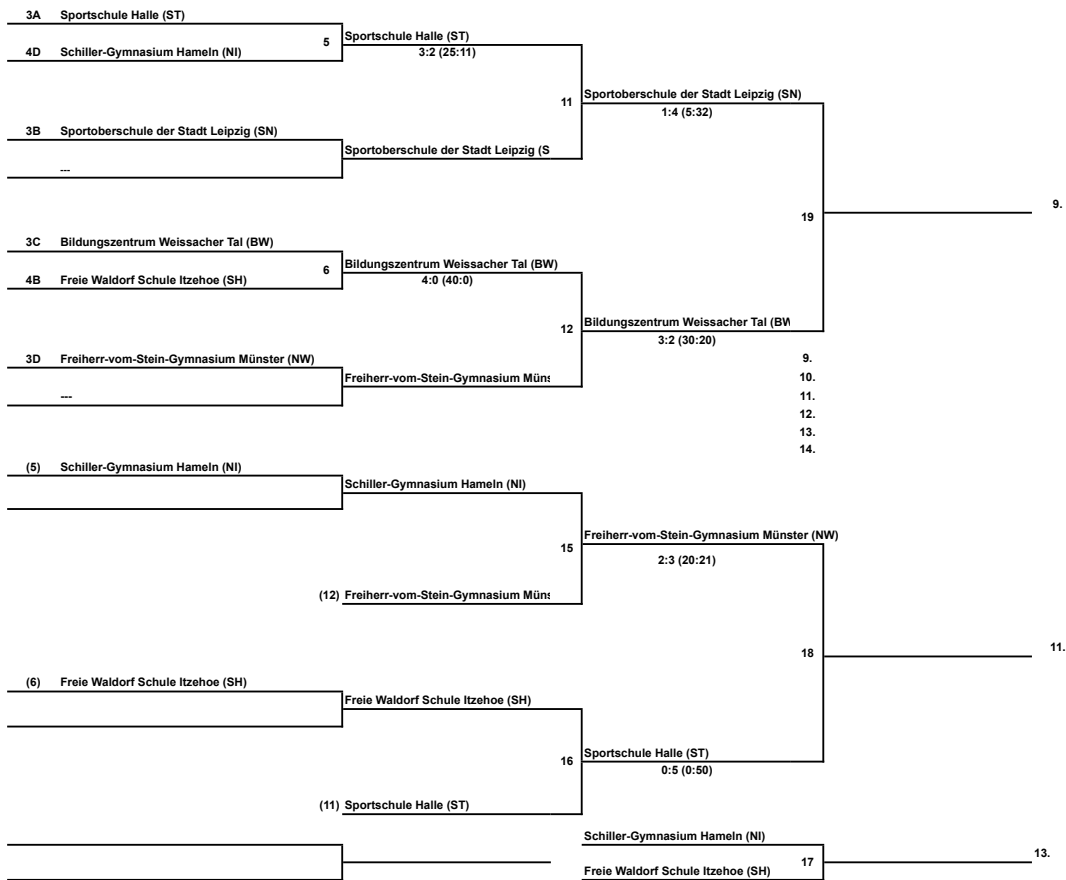 3A Sportschule Halle (ST)
5 Sportschule Halle (ST)
4D Schiller-Gymnasium Hameln (NI)
3:2 (25:11)
11 Sportoberschule der Stadt Leipzig (SN)
1:4 (5:32)
3B Sportoberschule der Stadt Leipzig (SN)
Sportoberschule der Stadt Leipzig (S
---
19
9.
3C Bildungszentrum Weissacher Tal (BW)
6 Bildungszentrum Weissacher Tal (BW)
4B Freie Waldorf Schule Itzehoe (SH)
4:0 (40:0)
12 Bildungszentrum Weissacher Tal (BW
3:2 (30:20)
3D Freiherr-vom-Stein-Gymnasium Münster (NW)
Freiherr-vom-Stein-Gymnasium Müns
---
9.
10.
11.
12.
13.
14.
(5) Schiller-Gymnasium Hameln (NI)
Schiller-Gymnasium Hameln (NI)
15 Freiherr-vom-Stein-Gymnasium Münster (NW)
2:3 (20:21)
(12) Freiherr-vom-Stein-Gymnasium Müns
18
11.
(6) Freie Waldorf Schule Itzehoe (SH)
Freie Waldorf Schule Itzehoe (SH)
16 Sportschule Halle (ST)
0:5 (0:50)
(11) Sportschule Halle (ST)
Schiller-Gymnasium Hameln (NI)
17
13.
Freie Waldorf Schule Itzehoe (SH)